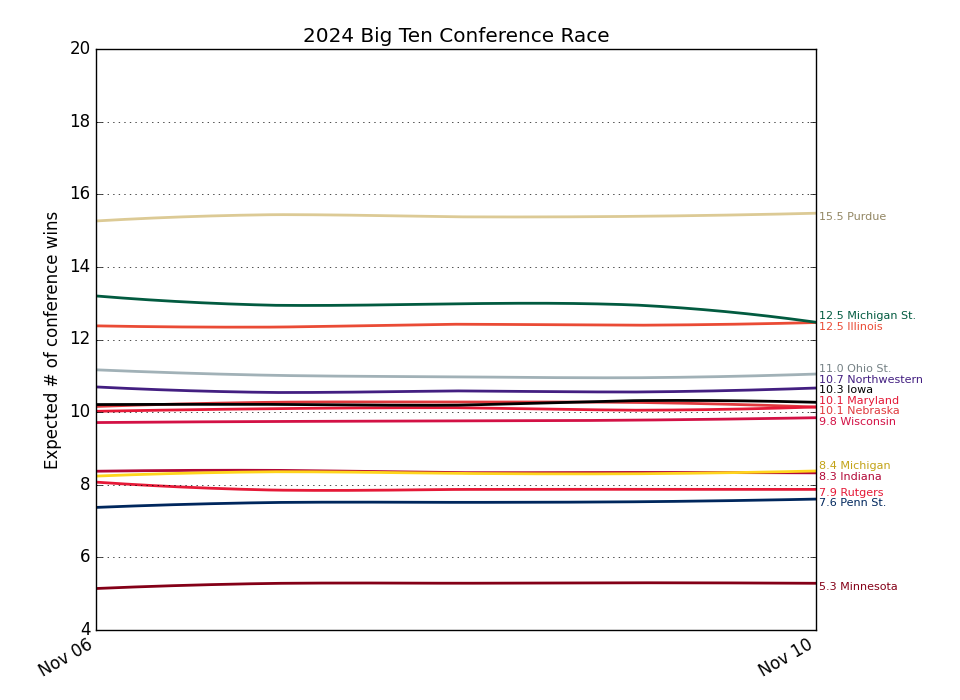 2024 Big Ten Conference Race
Expected # of conference wins
20
18
16
14
12
10
8
6
4
15.5 Purdue
12.5 Michigan St.
12.5 Illinois
11.0 Ohio St.
10.7 Northwestern
10.3 Iowa
10.1 Maryland
10.1 Nebraska
9.8 Wisconsin
8.4 Michigan
8.3 Indiana
7.9 Rutgers
7.6 Penn St.
5.3 Minnesota
Nov 06
Nov 10